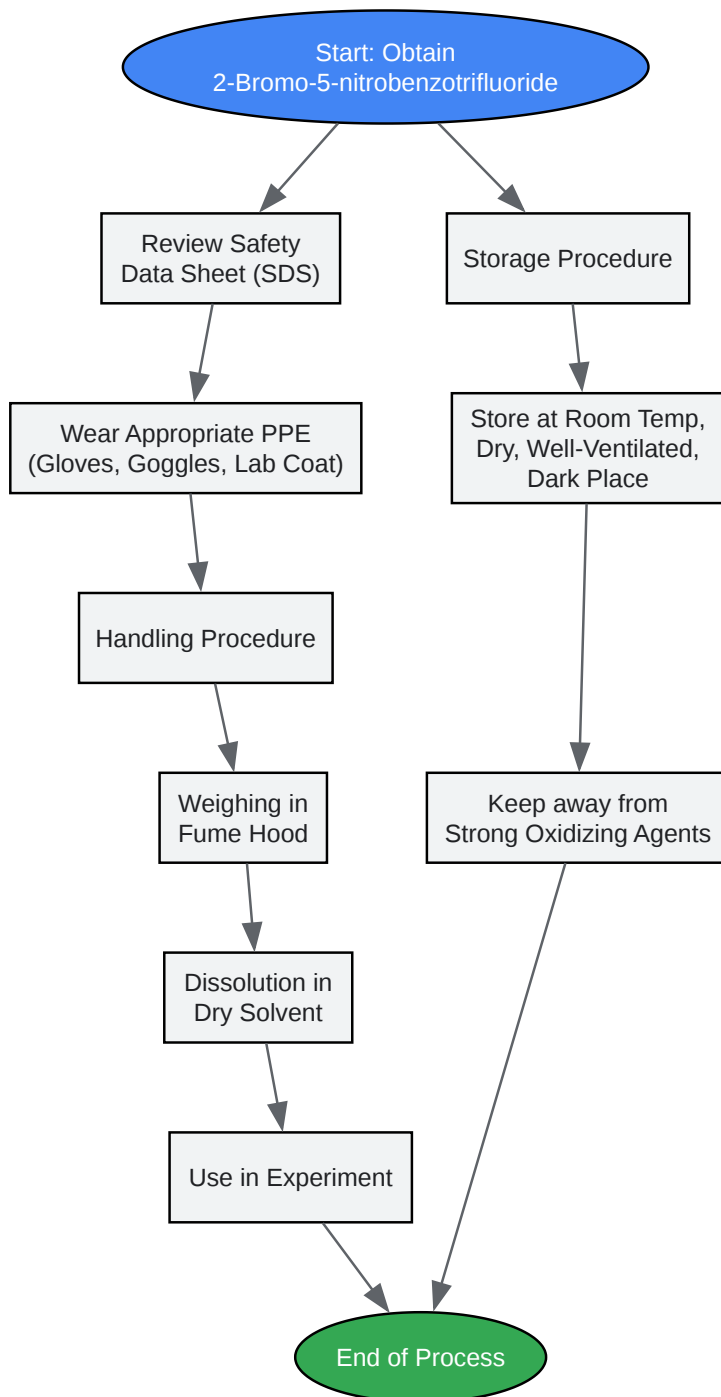 Start: Obtain
2-Bromo-5-nitrobenzotrifluoride
Review Safety
Data Sheet (SDS)
Storage Procedure
Wear Appropriate PPE
(Gloves, Goggles, Lab Coat)
Store at Room Temp,
Dry, Well-Ventilated,
Dark Place
Handling Procedure
Weighing in
Fume Hood
Keep away from
Strong Oxidizing Agents
Dissolution in
Dry Solvent
Use in Experiment
End of Process